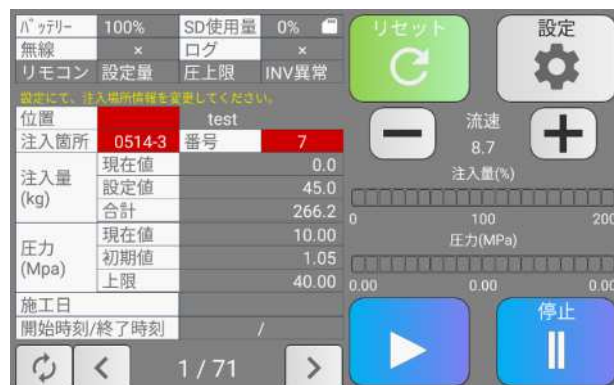 バッテリー 100% SD使用量 0%
無線 × ログ ×
リモコン 設定量 圧上限 INV異常
設定にて、注入場所情報を変更してください。
位置 test
注入箇所 0514-3 番号 7
注入量
(kg)
現在値 0.0
設定値 45.0
合計 266.2
圧力
(Mpa)
現在値 10.00
初期値 1.05
上限 40.00
施工日
開始時刻/終了時刻 /
1 / 71
リセット
設定
流速
8.7
注入量(%)
0 100 200
圧力(MPa)
0.00 0.00 0.00
停止